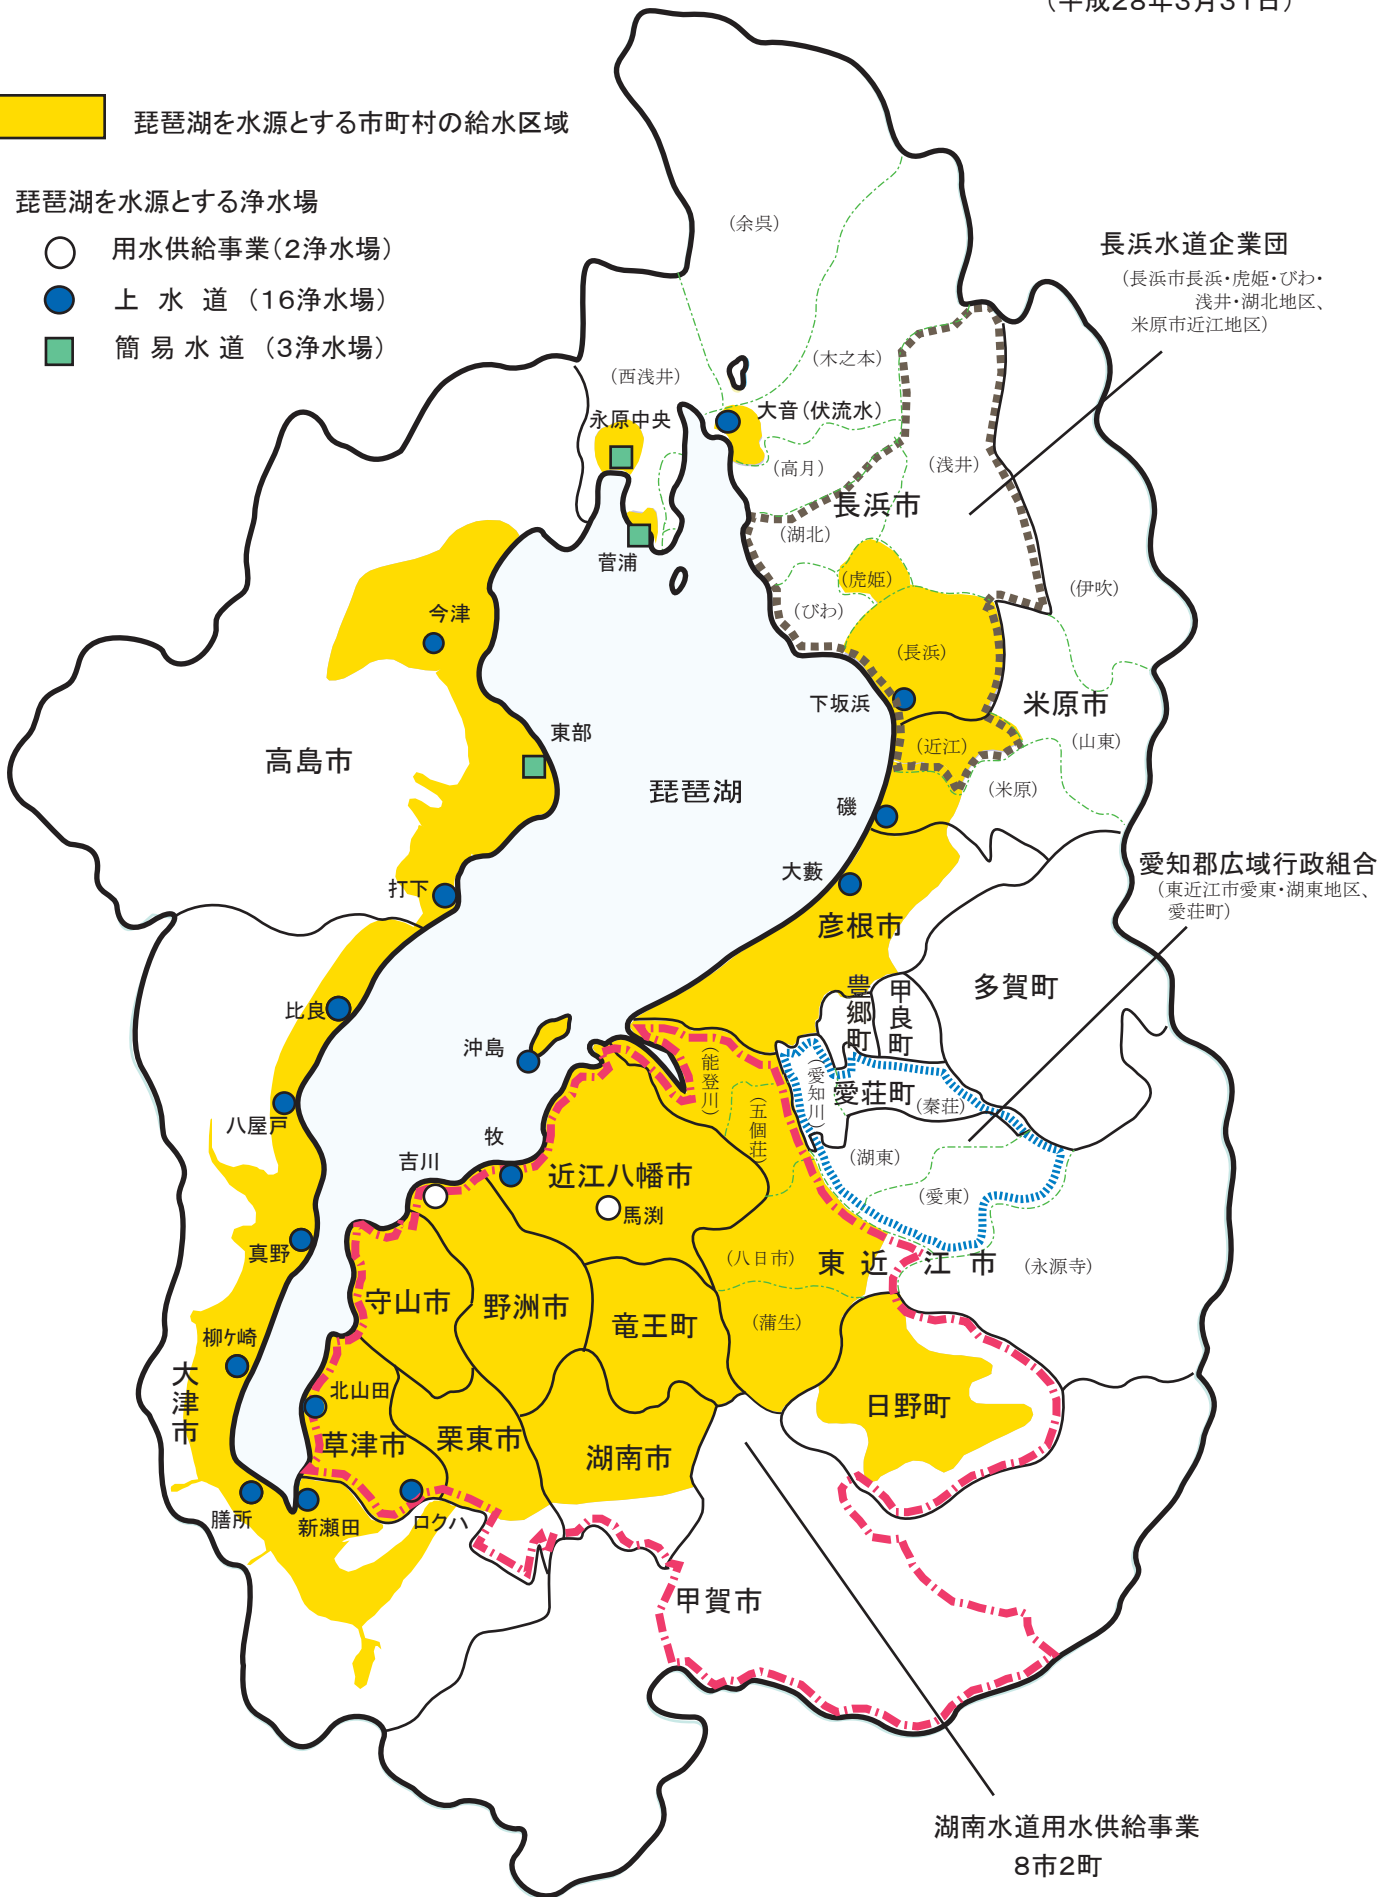 (平成28年3月31日)
琵琶湖を水源とする市町村の給水区域
琵琶湖を水源とする浄水場
用水供給事業(2浄水場)
上水道(16浄水場)
簡易水道(3浄水場)
(余呉)
長浜水道企業団
(長浜市長浜・虎姫・びわ・
浅井・湖北地区、
米原市近江地区)
(木之本)
(西浅井)
大音(伏流水)
永原中央
(高月)
(浅井)
長浜市
(湖北)
菅浦
(虎姫)
(伊吹)
(びわ)
今津
(長浜)
下坂浜
米原市
東部
(近江)
(山東)
高島市
琵琶湖
(米原)
磯
愛知郡広域行政組合
(東近江市愛東・湖東地区、
愛荘町)
大藪
打下
彦根市
多賀町
豊郷町
甲良町
比良
沖島
(能登川)
(愛知川)
愛荘町
(秦荘)
(五個荘)
八屋戸
牧
(湖東)
吉川
近江八幡市
(愛東)
馬渕
真野
(八日市)
東近江市
(永源寺)
守山市
野洲市
竜王町
(蒲生)
柳ケ崎
大津市
北山田
日野町
草津市
栗東市
湖南市
膳所
新瀬田
ロクハ
甲賀市
湖南水道用水供給事業
8市2町